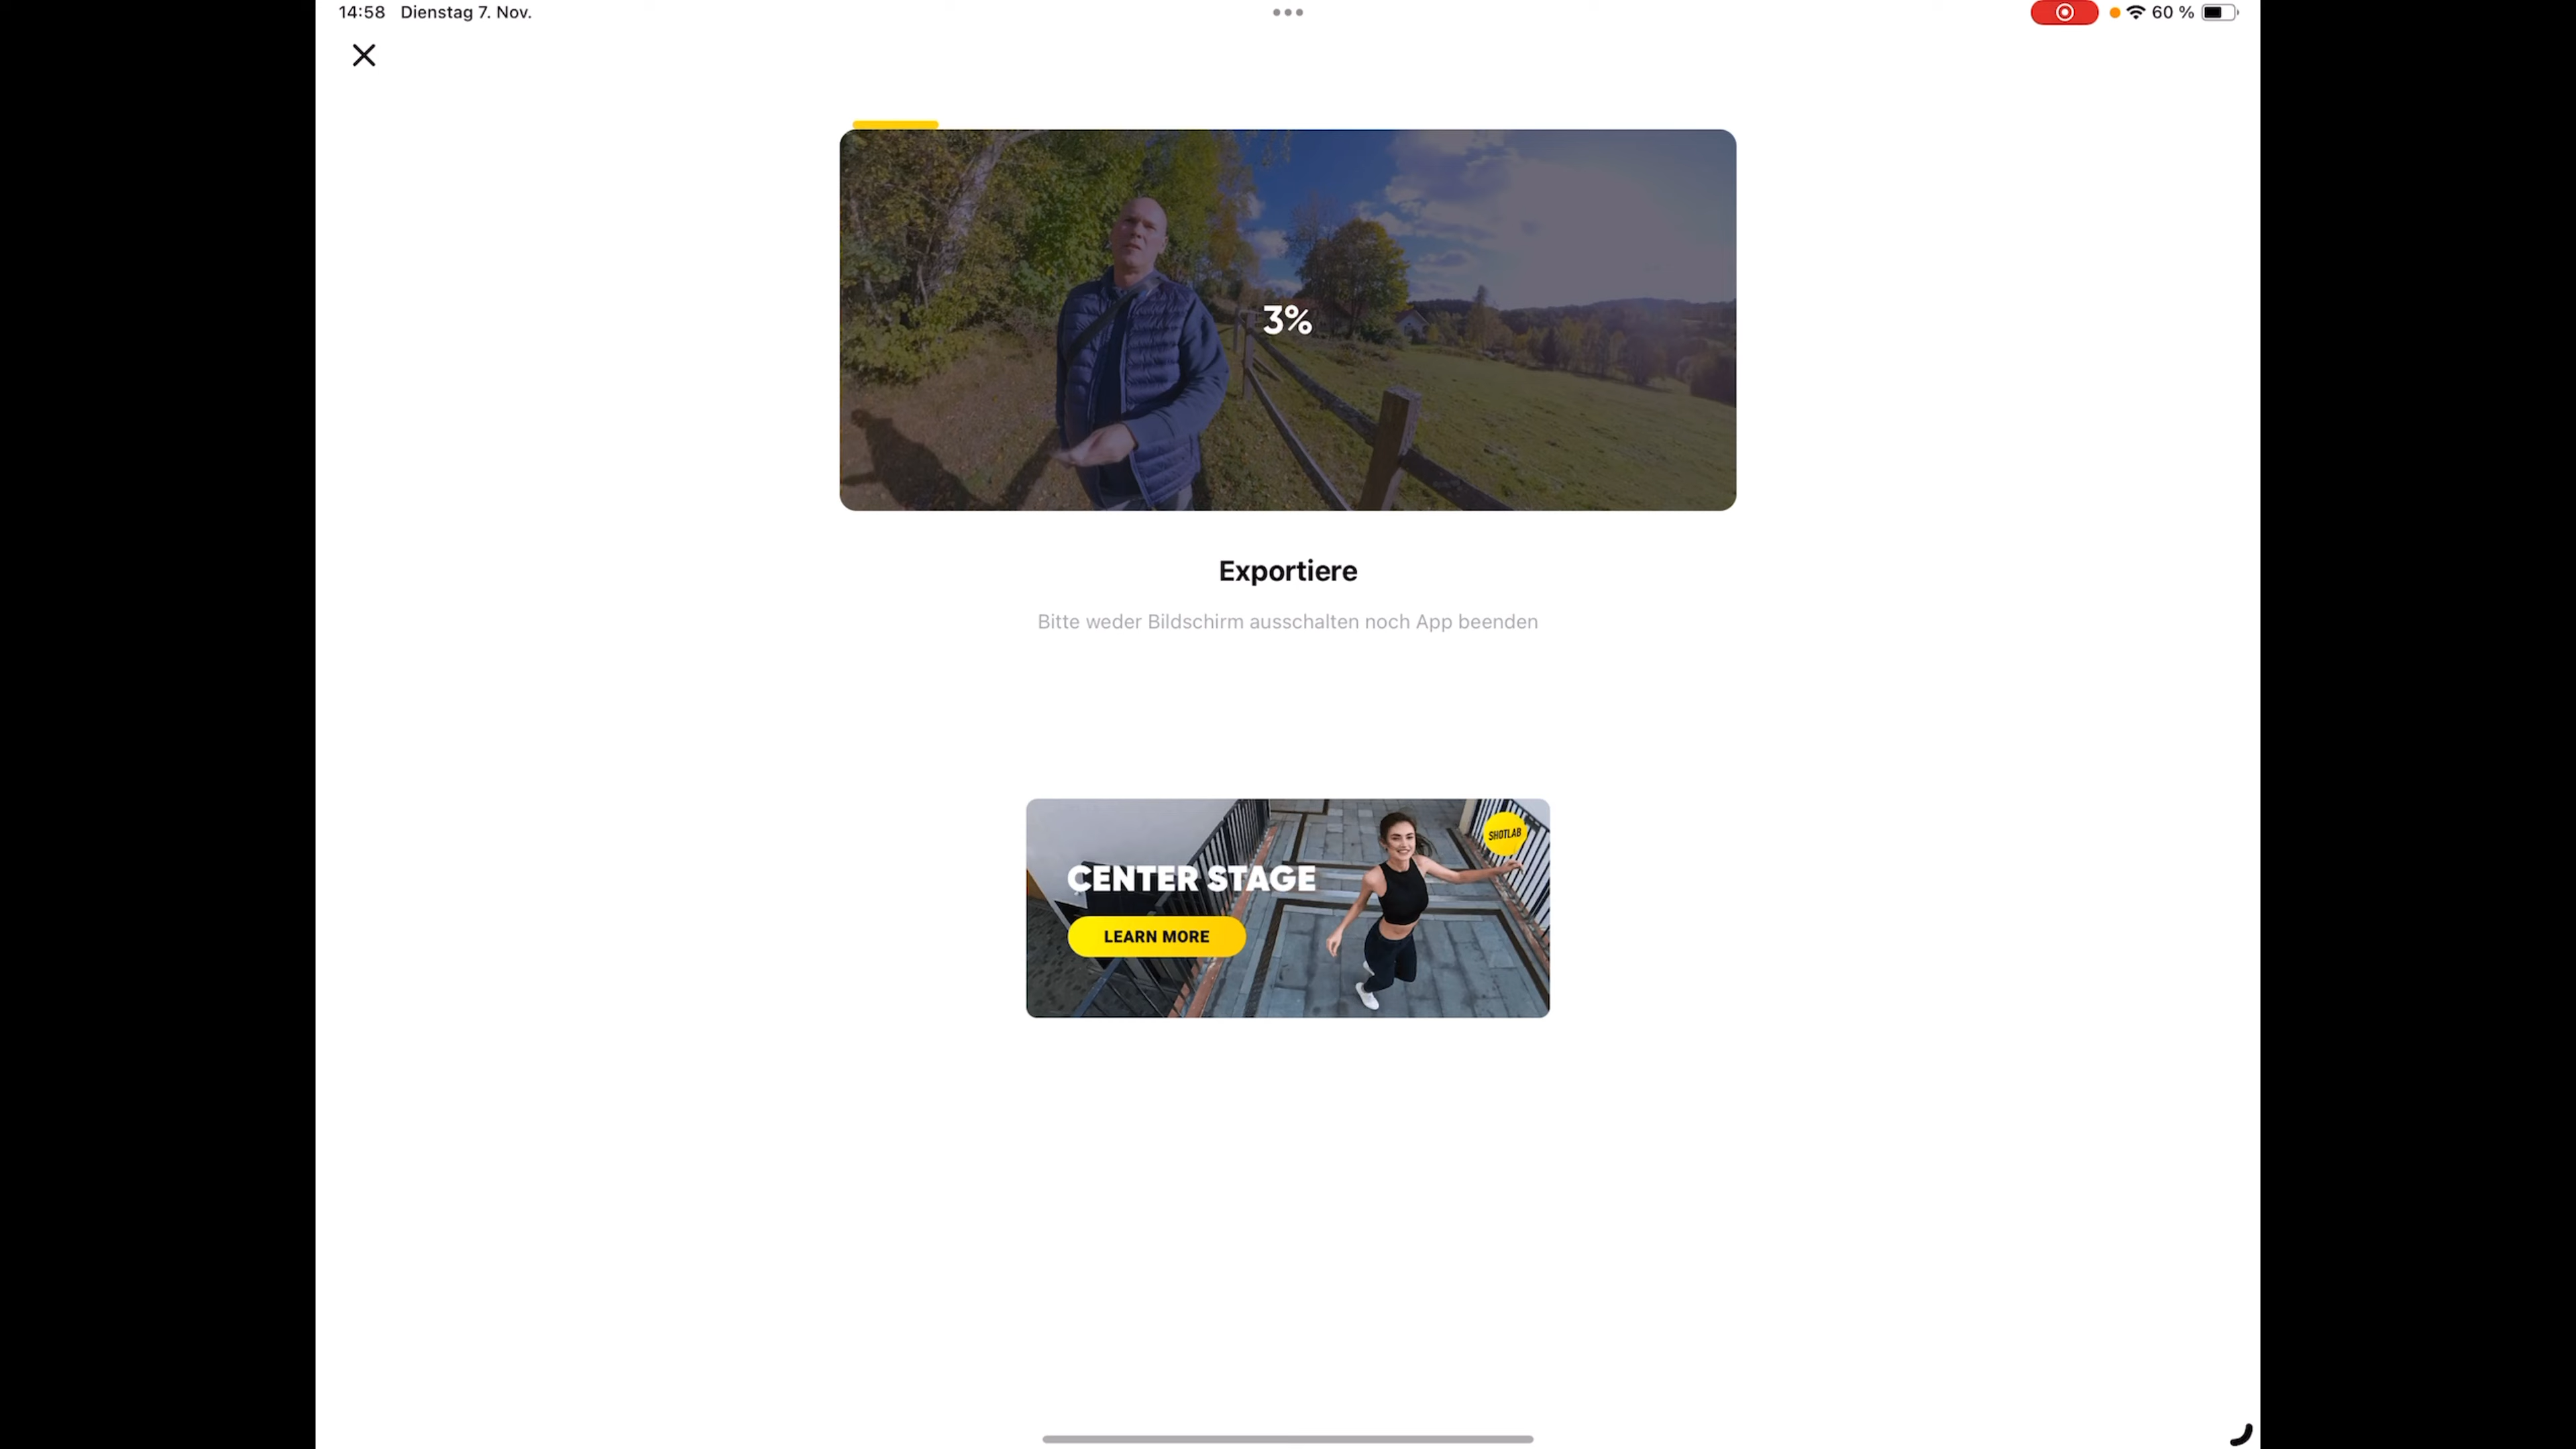 14:58 Dienstag 7. Nov.
60 %
3%
Exportiere
Bitte weder Bildschirm ausschalten noch App beenden
SHOTLAB
CENTER STAGE
LEARN MORE